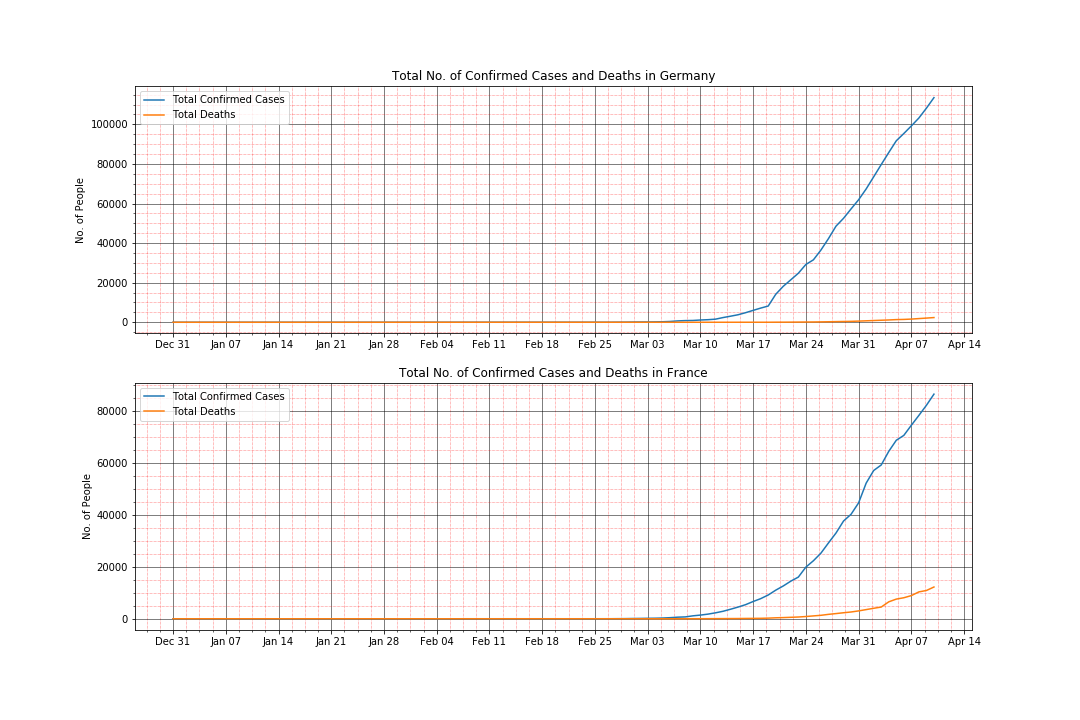 Total No. of Confirmed Cases and Deaths in Germany
Total Confirmed Cases
Total Deaths
No. of People
100000
80000
60000
40000
20000
0
Dec 31 Jan 07 Jan 14 Jan 21 Jan 28 Feb 04 Feb 11 Feb 18 Feb 25 Mar 03 Mar 10 Mar 17 Mar 24 Mar 31 Apr 07 Apr 14
Total No. of Confirmed Cases and Deaths in France
Total Confirmed Cases
Total Deaths
No. of People
80000
60000
40000
20000
0
Dec 31 Jan 07 Jan 14 Jan 21 Jan 28 Feb 04 Feb 11 Feb 18 Feb 25 Mar 03 Mar 10 Mar 17 Mar 24 Mar 31 Apr 07 Apr 14